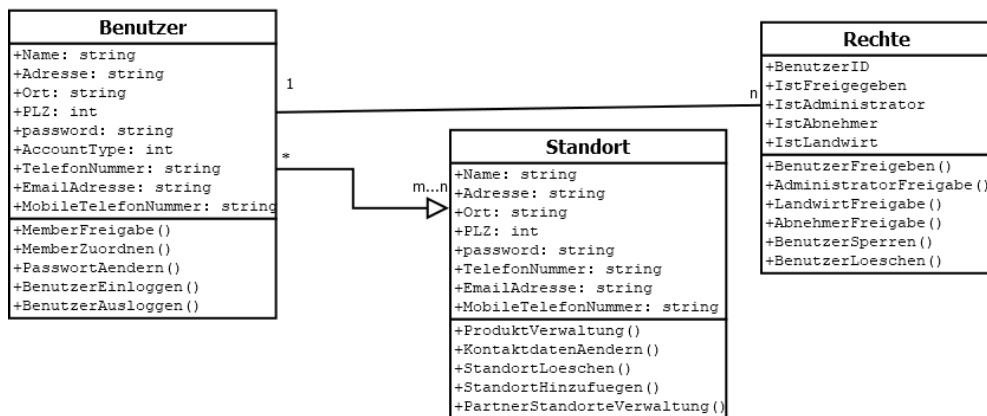 Benutzer
+Name: string
+Adresse: string
+Ort: string
+PLZ: int
+password: string
+AccountType: int
+TelefonNummer: string
+EmailAdresse: string
+MobileTelefonNummer: string
+MemberFreigabe()
+MemberZuordnen()
+PasswortAendern()
+BenutzerEinloggen()
+BenutzerAusloggen()
1
n
*
m...n
Standort
+Name: string
+Adresse: string
+Ort: string
+PLZ: int
+password: string
+TelefonNummer: string
+EmailAdresse: string
+MobileTelefonNummer: string
+ProduktVerwaltung()
+KontaktdatenAendern()
+StandortLoeschen()
+StandortHinzufuegen()
+PartnerStandorteVerwaltung()
Rechte
+BenutzerID
+IstFreigegeben
+IstAdministrator
+IstAbnehmer
+IstLandwirt
+BenutzerFreigeben()
+AdministratorFreigabe()
+LandwirtFreigabe()
+AbnehmerFreigabe()
+BenutzerSperren()
+BenutzerLoeschen()